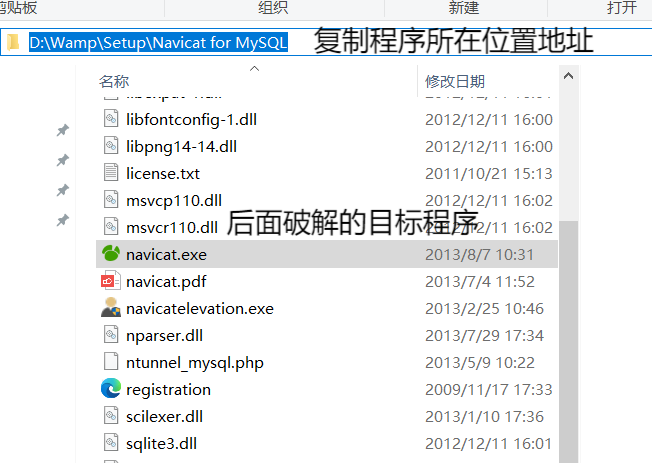 剪贴板 组织 新建 打开
D:\Wamp\Setup\Navicat for MySQL 复制程序所在位置地址
名称 修改日期
libfontconfig-1.dll 2012/12/11 16:00
libpng14-14.dll 2012/12/11 16:00
license.txt 2011/10/21 15:13
msvcp110.dll 2012/12/11 16:02
msvcr110.dll 后面破解的目标程序 2012/12/11 16:02
navicat.exe 2013/8/7 10:31
navicat.pdf 2013/7/4 11:52
navicatelevation.exe 2013/2/25 10:46
nparser.dll 2013/7/29 17:34
ntunnel_mysql.php 2013/5/9 10:22
registration 2009/11/17 17:33
scilexer.dll 2013/1/10 17:36
sqlite3.dll 2012/12/11 16:01